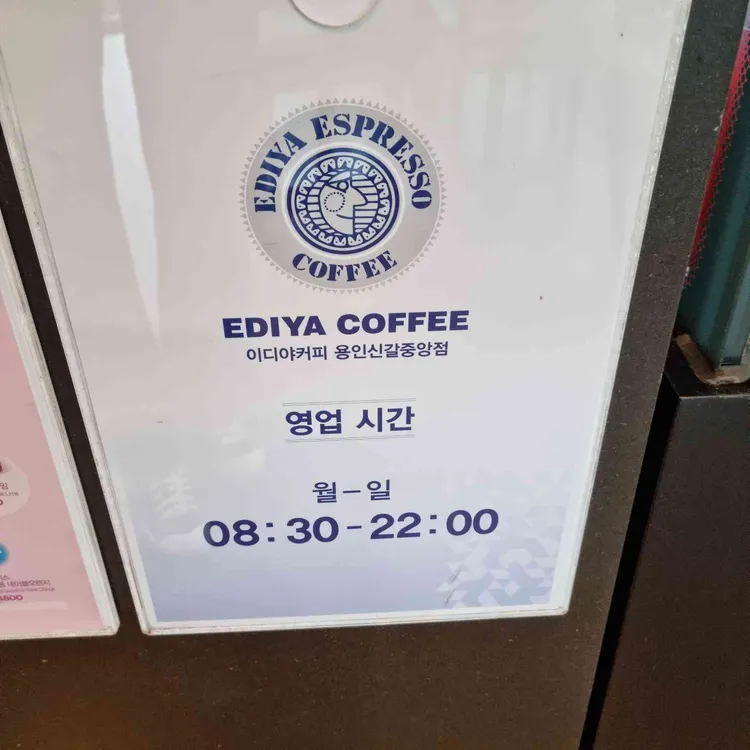 EDIYA ESPRESSO
COFFEE
EDIYA COFFEE
이디야커피 용인신갈중앙점
영업 시간
월-일
08:30-22:00